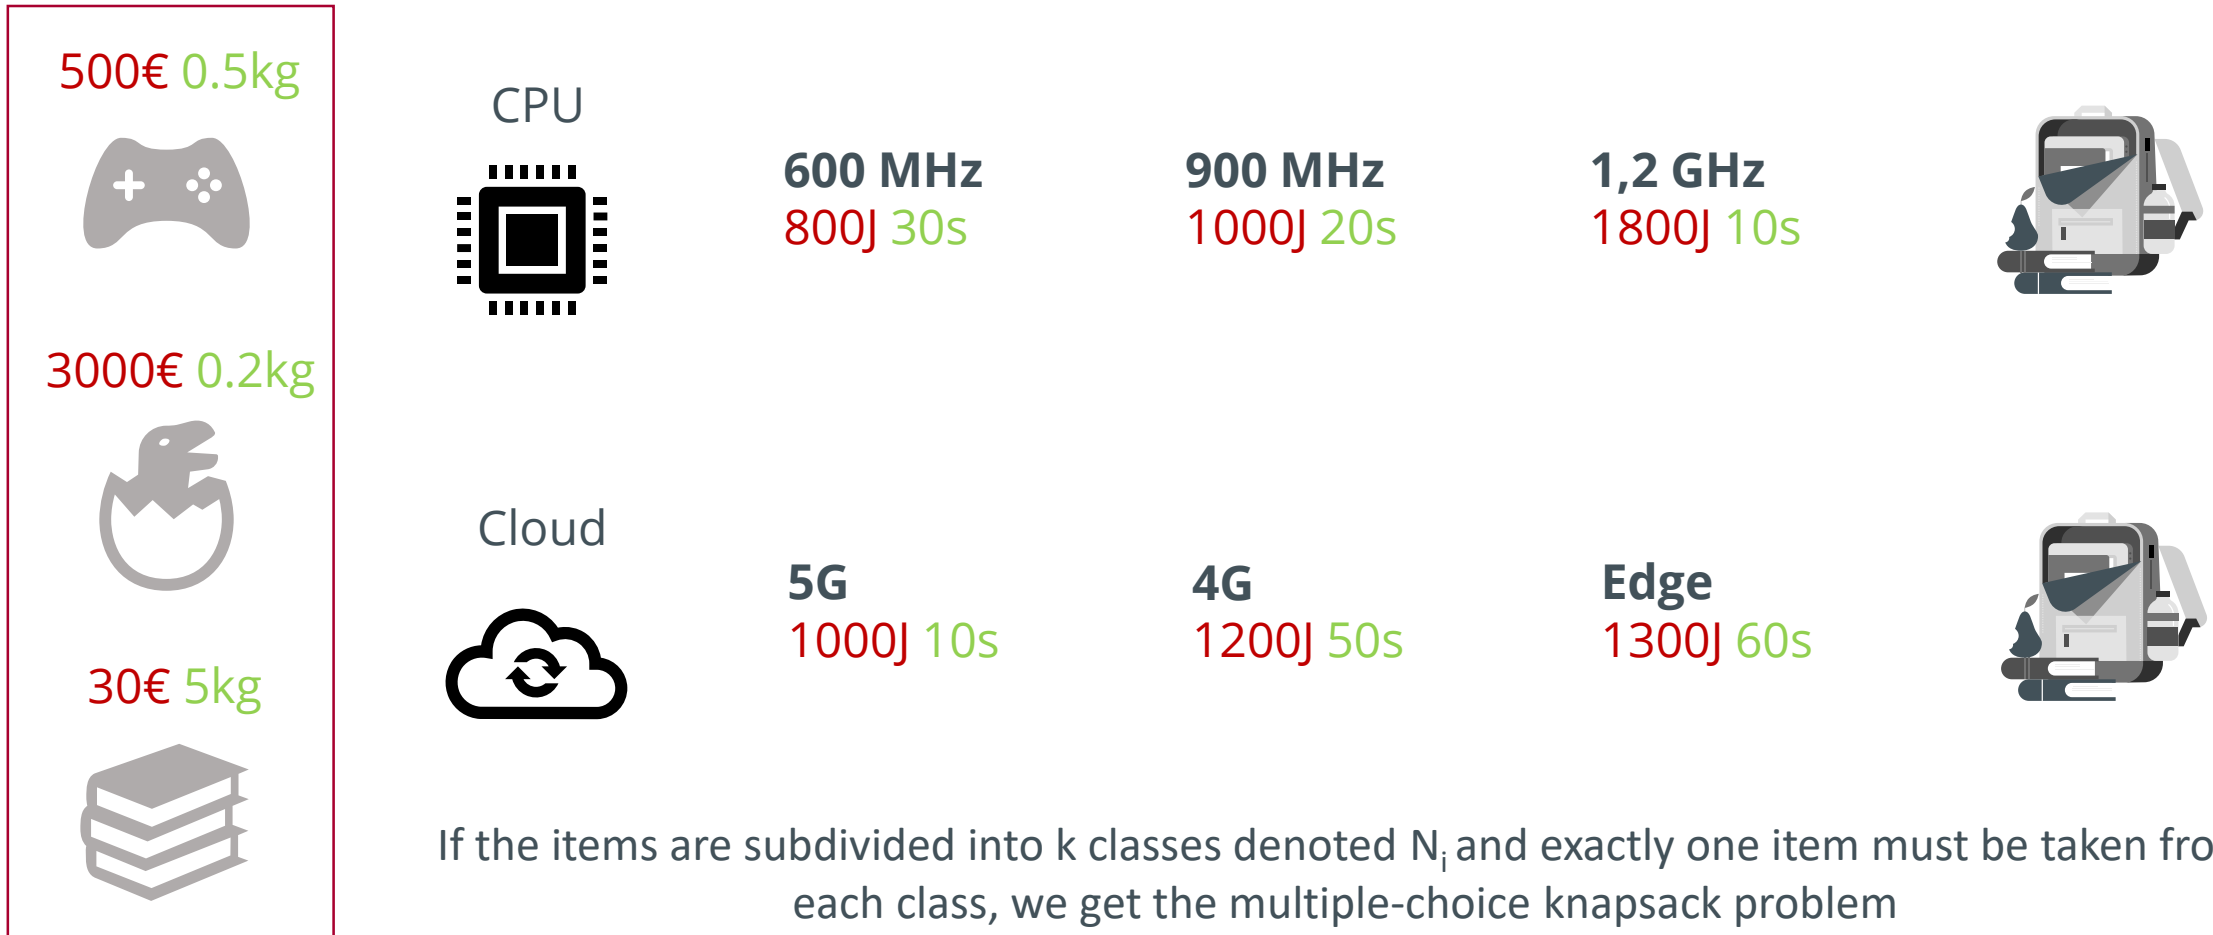 500€ 0.5kg
3000€ 0.2kg
30€ 5kg
CPU
600 MHz
800J 30s
900 MHz
1000J 20s
1,2 GHz
1800J 10s
Cloud
5G
1000J 10s
4G
1200J 50s
Edge
1300J 60s
If the items are subdivided into k classes denoted Nᵢ and exactly one item must be taken fro
each class, we get the multiple-choice knapsack problem